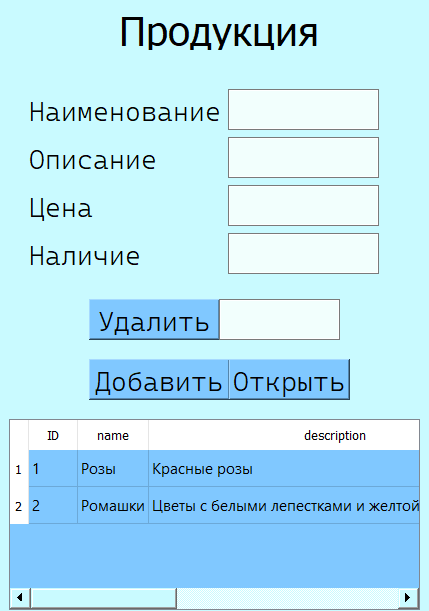 Продукция
Наименование
Описание
Цена
Наличие
Удалить
Добавить Открыть
ID name description
1 1 Розы Красные розы
2 2 Ромашки Цветы с белыми лепестками и желтой